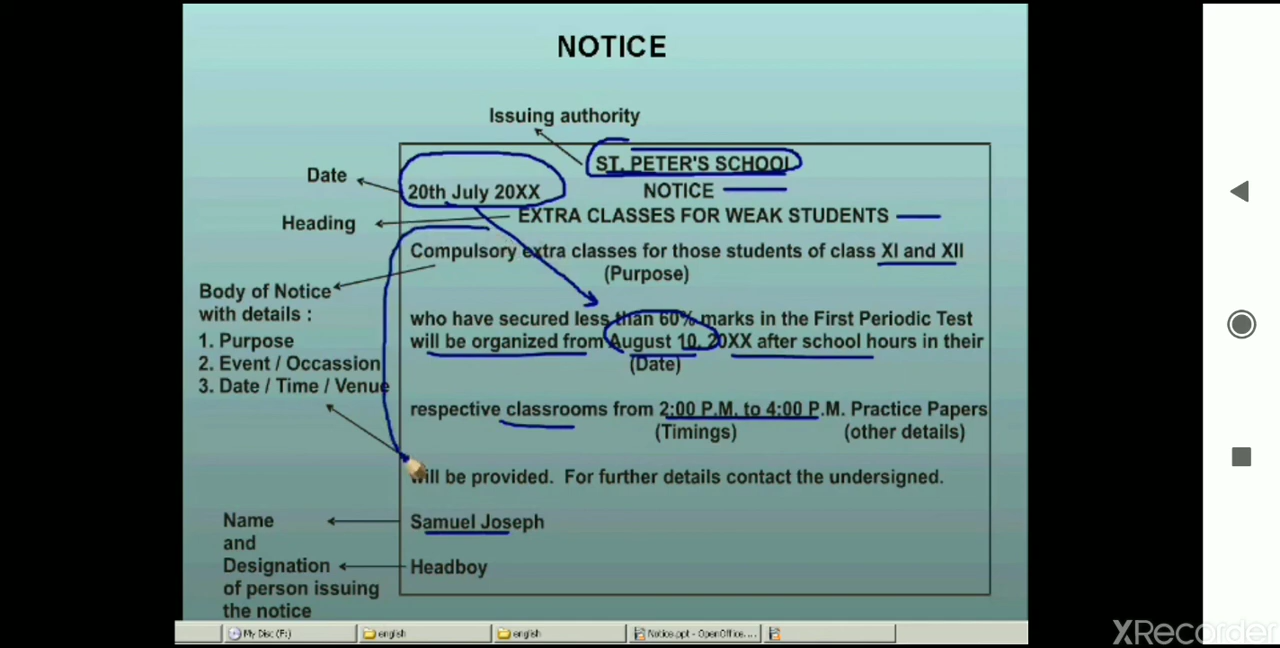 NOTICE
Issuing authority
ST. PETER'S SCHOOL
Date
20th July 20XX
NOTICE
Heading
EXTRA CLASSES FOR WEAK STUDENTS
Compulsory extra classes for those students of class XI and XII
(Purpose)
Body of Notice
with details :
1. Purpose
2. Event / Occassion
3. Date / Time / Venue
who have secured less than 60% marks in the First Periodic Test
will be organized from August 10, 20XX after school hours in their
(Date)
respective classrooms from 2:00 P.M. to 4:00 P.M. Practice Papers
(Timings) (other details)
will be provided. For further details contact the undersigned.
Name
and
Designation
of person issuing
the notice
Samuel Joseph
Headboy
My Disc (F:) english english Notice.ppt - OpenOffice....
XRecorder